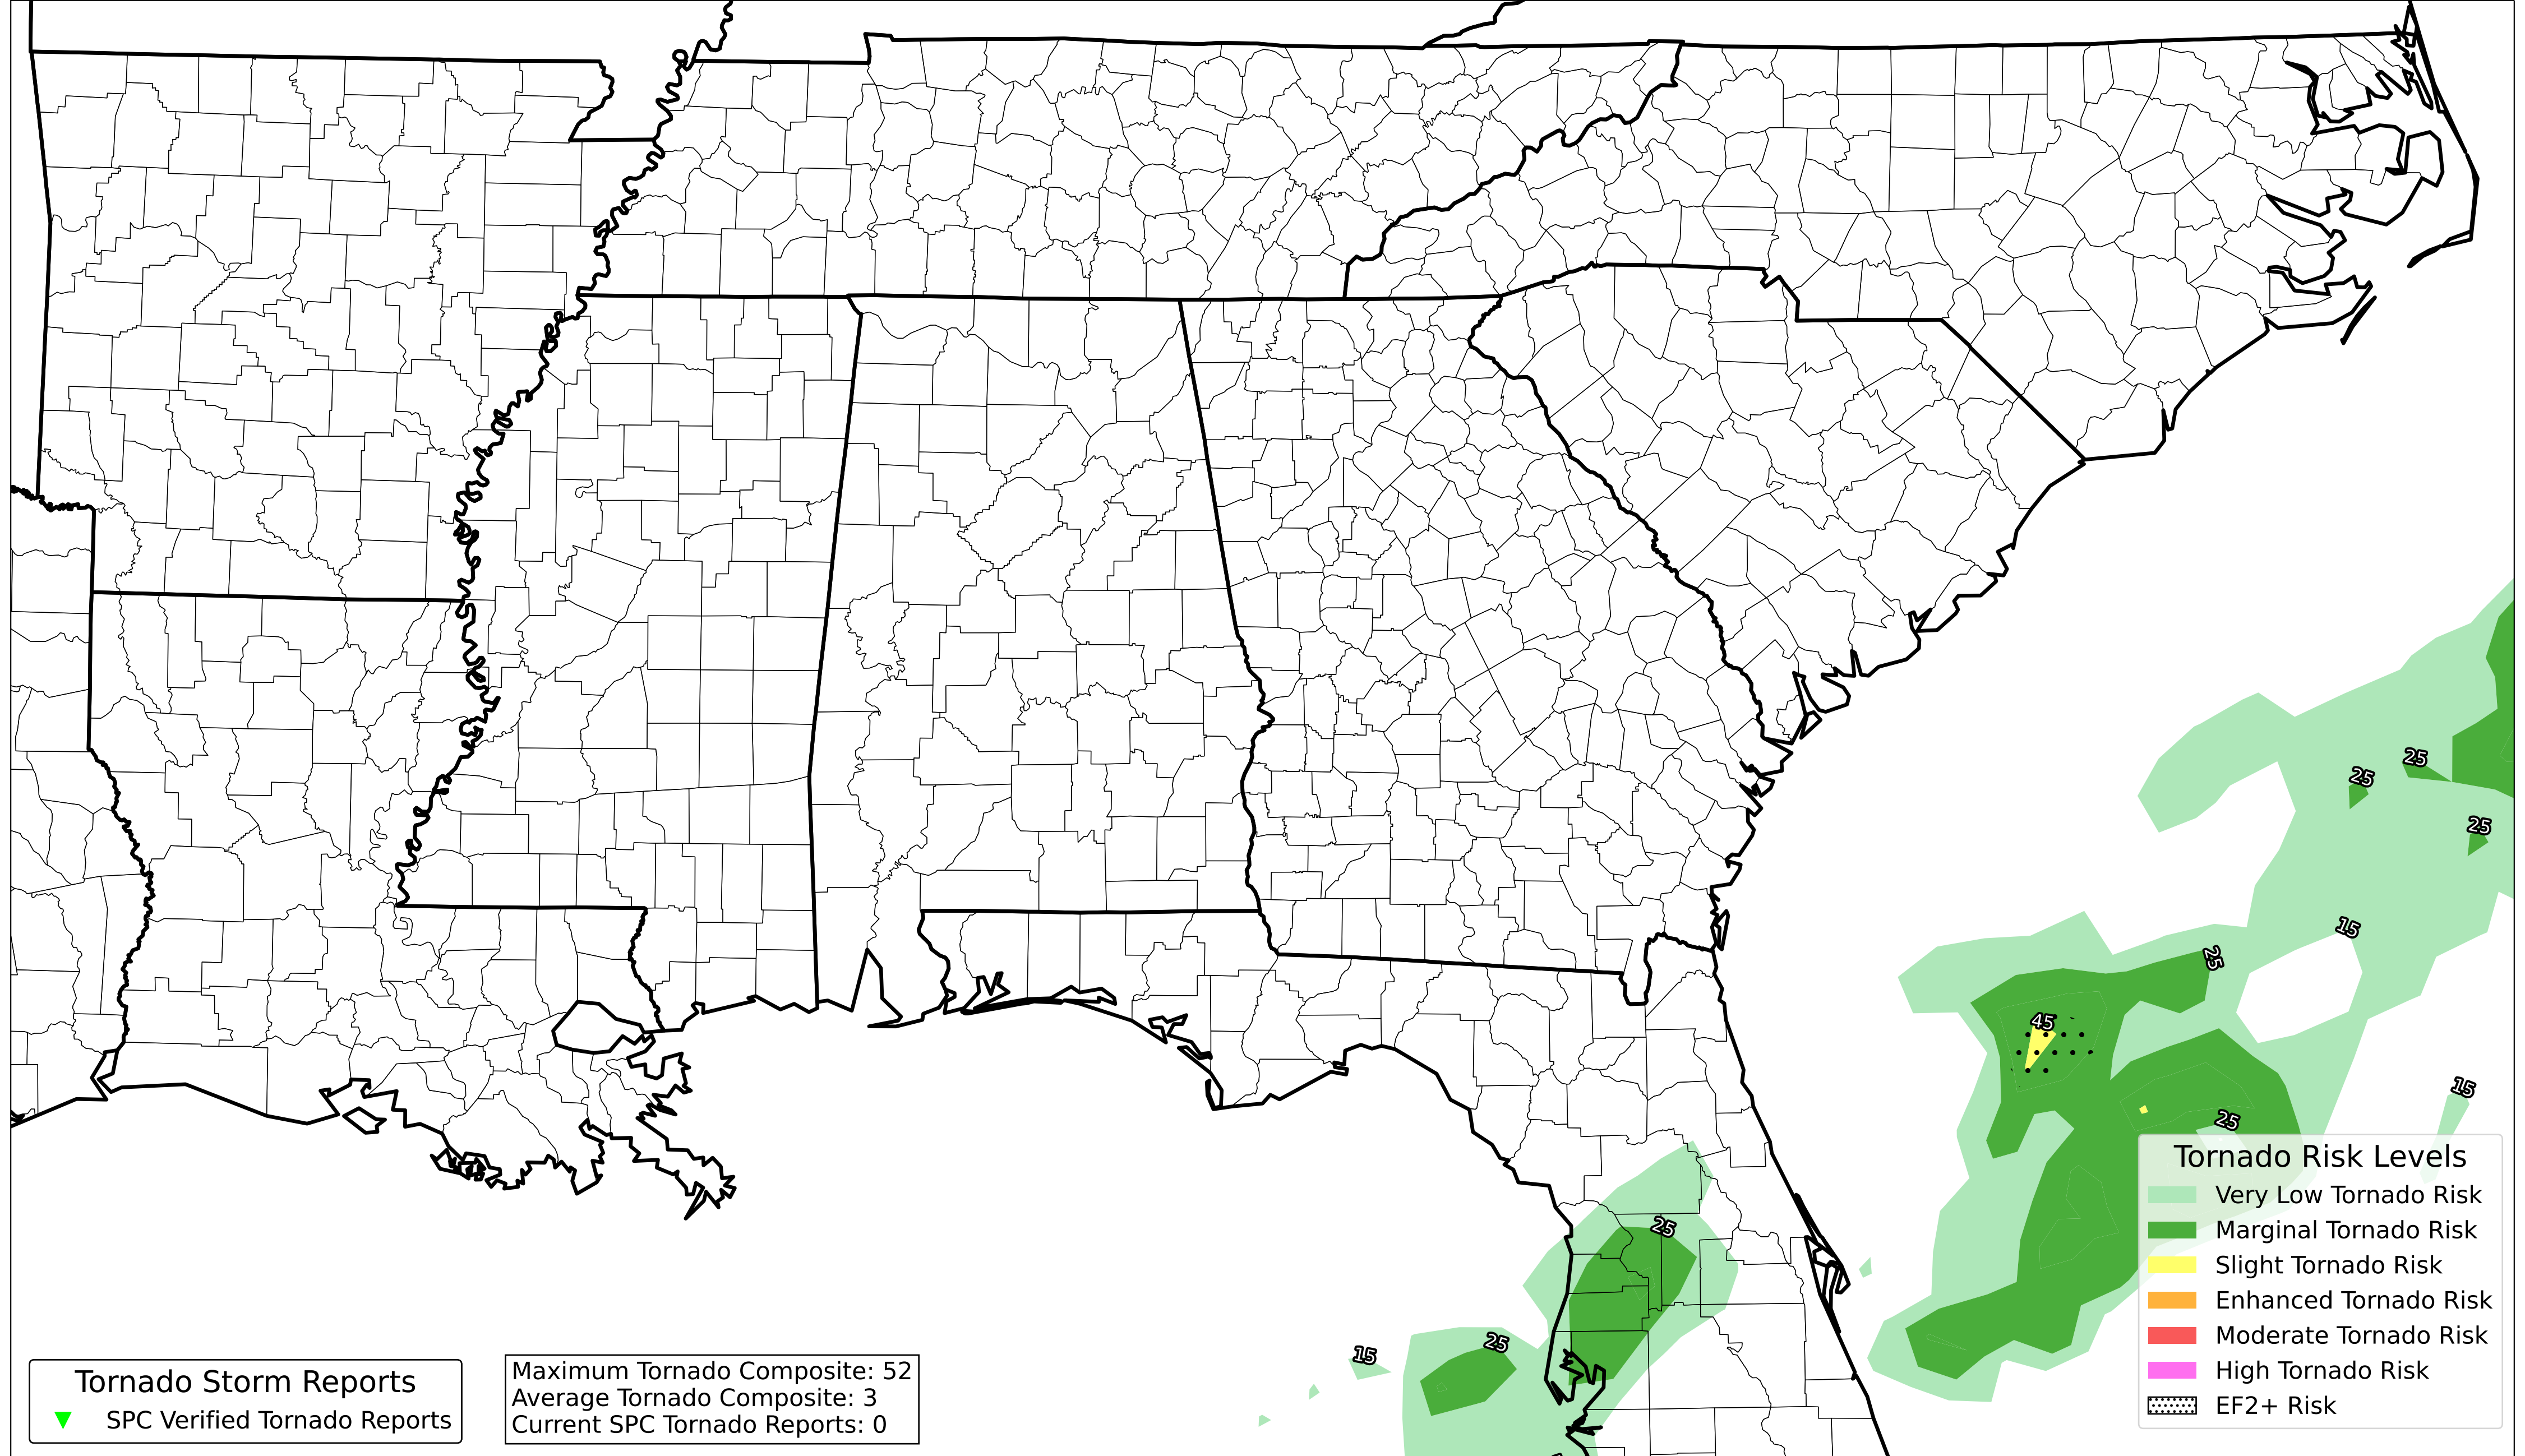 25
25
25
15
25
45
15
25
Tornado Risk Levels
Very Low Tornado Risk
Marginal Tornado Risk
Slight Tornado Risk
Enhanced Tornado Risk
Moderate Tornado Risk
High Tornado Risk
EF2+ Risk
25
25
15
Tornado Storm Reports
SPC Verified Tornado Reports
Maximum Tornado Composite: 52
Average Tornado Composite: 3
Current SPC Tornado Reports: 0